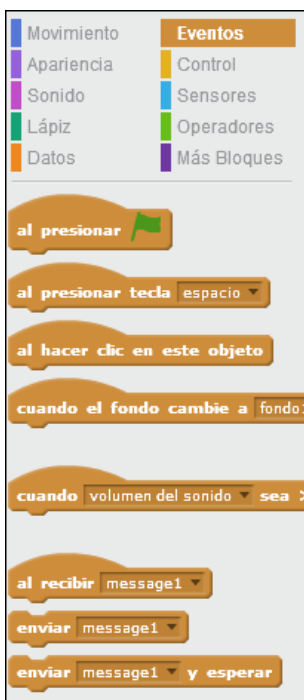 Movimiento Eventos
Apariencia Control
Sonido Sensores
Lápiz Operadores
Datos Más Bloques
al presionar
al presionar tecla espacio
al hacer clic en este objeto
cuando el fondo cambie a fondo1
cuando volumen del sonido sea >
al recibir message1
enviar message1
enviar message1 y esperar